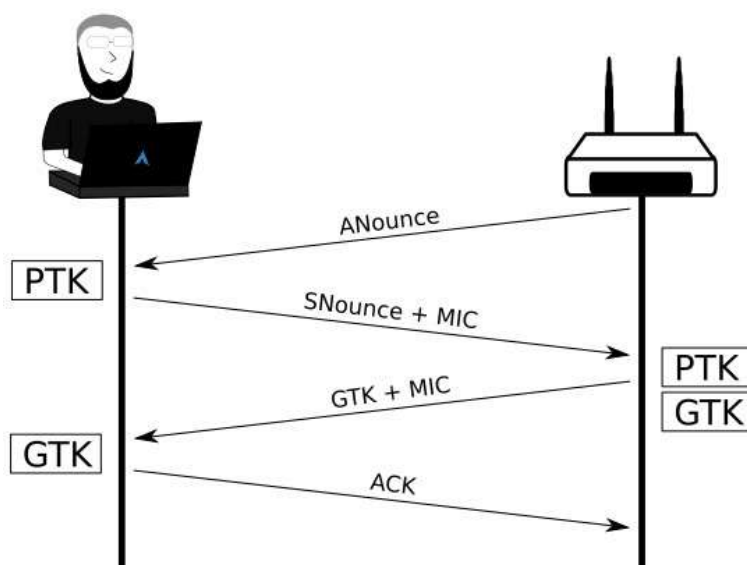 ANounce
PTK
SNounce + MIC
PTK
GTK + MIC
GTK
GTK
ACK